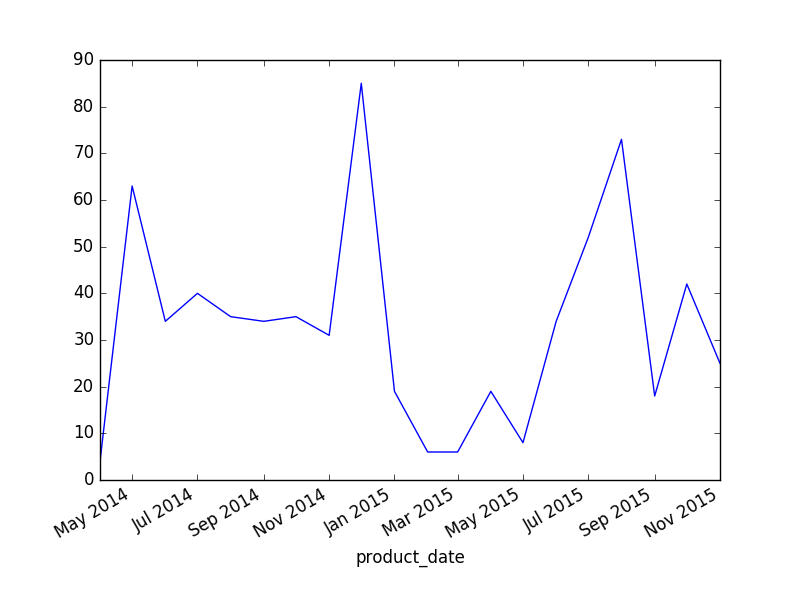 90
80
70
60
50
40
30
20
10
0
May 2014
Jul 2014
Sep 2014
Nov 2014
Jan 2015
Mar 2015
May 2015
Jul 2015
Sep 2015
Nov 2015
product_date